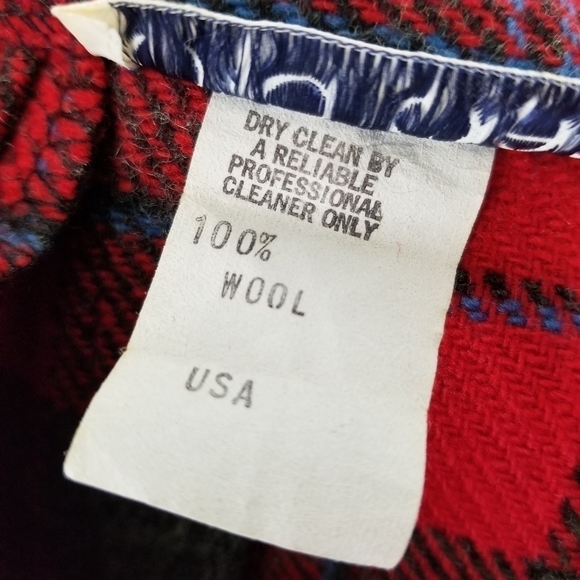 DRY CLEAN BY
A RELIABLE
PROFESSIONAL
CLEANER ONLY
100%
WOOL
USA